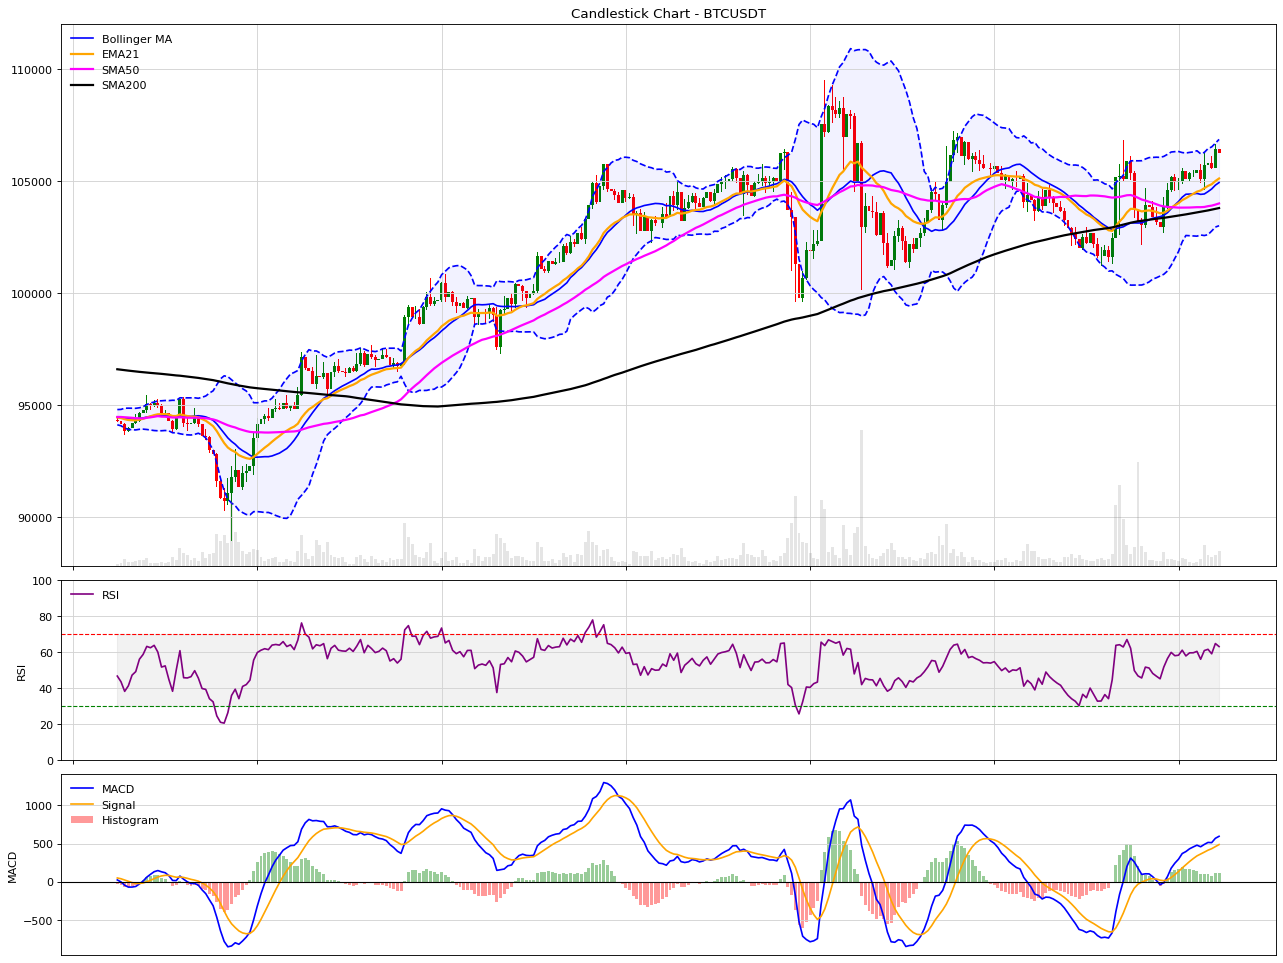 Candlestick Chart - BTCUSDT
Bollinger MA
EMA21
SMA50
SMA200
110000
105000
100000
95000
90000
RSI
100
80
60
40
20
0
RSI
MACD
Signal
Histogram
1000
500
0
−500
MACD